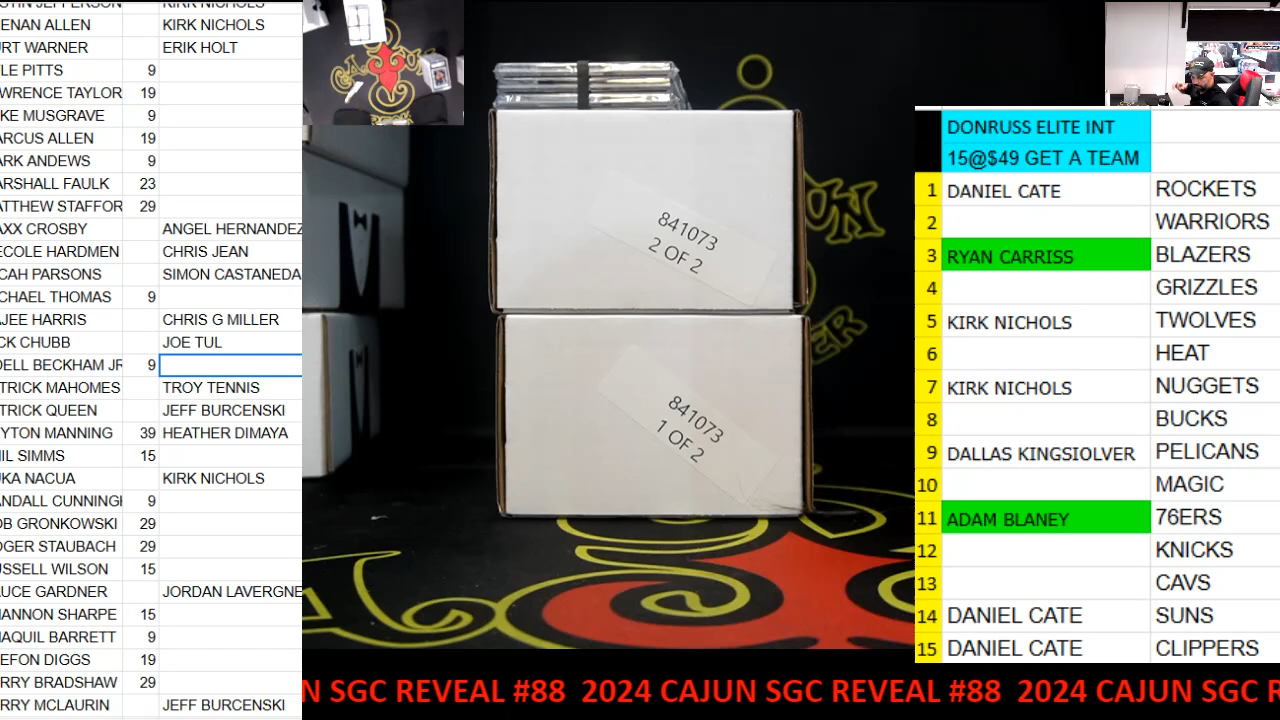 KIRK NICHOLS
ENAN ALLEN KIRK NICHOLS
RT WARNER ERIK HOLT
LE PITTS 9
WRENCE TAYLOR 19
KE MUSGRAVE 9
ARCUS ALLEN 19
ARK ANDEWS 9
ARSHALL FAULK 23
ATTHEW STAFFOR 29
AXX CROSBY ANGEL HERNANDEZ
ECOLE HARDMEN CHRIS JEAN
CAH PARSONS SIMON CASTANEDA
CHAEL THOMAS 9
AJEE HARRIS CHRIS G MILLER
CK CHUBB JOE TUL
DELL BECKHAM JR 9
TRICK MAHOMES TROY TENNIS
TRICK QUEEN JEFF BURCENSKI
YTON MANNING 39 HEATHER DIMAYA
IL SIMMS 15
KA NACUA KIRK NICHOLS
NDALL CUNNING 9
OB GRONKOWSKI 29
GER STAUBACH 29
USSELL WILSON 15
AUCE GARDNER JORDAN LAVERGNE
ANNON SHARPE 15
AQUIL BARRETT 9
EFON DIGGS 19
RRY BRADSHAW 29
RRY MCLAURIN JEFF BURCENSKI
841073
2 OF 2
841073
1 OF 2
DONRUSS ELITE INT
15@$49 GET A TEAM
1 DANIEL CATE ROCKETS
2 WARRIORS
3 RYAN CARRISS BLAZERS
4 GRIZZLES
5 KIRK NICHOLS TWOLVES
6 HEAT
7 KIRK NICHOLS NUGGETS
8 BUCKS
9 DALLAS KINGSIOLVER PELICANS
10 MAGIC
11 ADAM BLANEY 76ERS
12 KNICKS
13 CAVS
14 DANIEL CATE SUNS
15 DANIEL CATE CLIPPERS
N SGC REVEAL #88 2024 CAJUN SGC REVEAL #88 2024 CAJUN SGC R